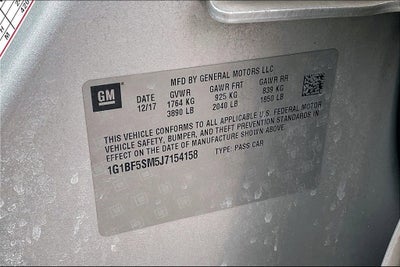 GM
MFD BY GENERAL MOTORS LLC
DATE GVWR GAWR FRT GAWR RR
12/17 1764 KG 925 KG 839 KG
3890 LB 2040 LB 1850 LB
THIS VEHICLE CONFORMS TO ALL APPLICABLE U.S. FEDERAL MOTOR
VEHICLE SAFETY, BUMPER, AND THEFT PREVENTION STANDARDS IN
EFFECT ON THE DATE OF MANUFACTURE SHOWN ABOVE.
1G1BF5SM5J7154158 TYPE: PASS CAR